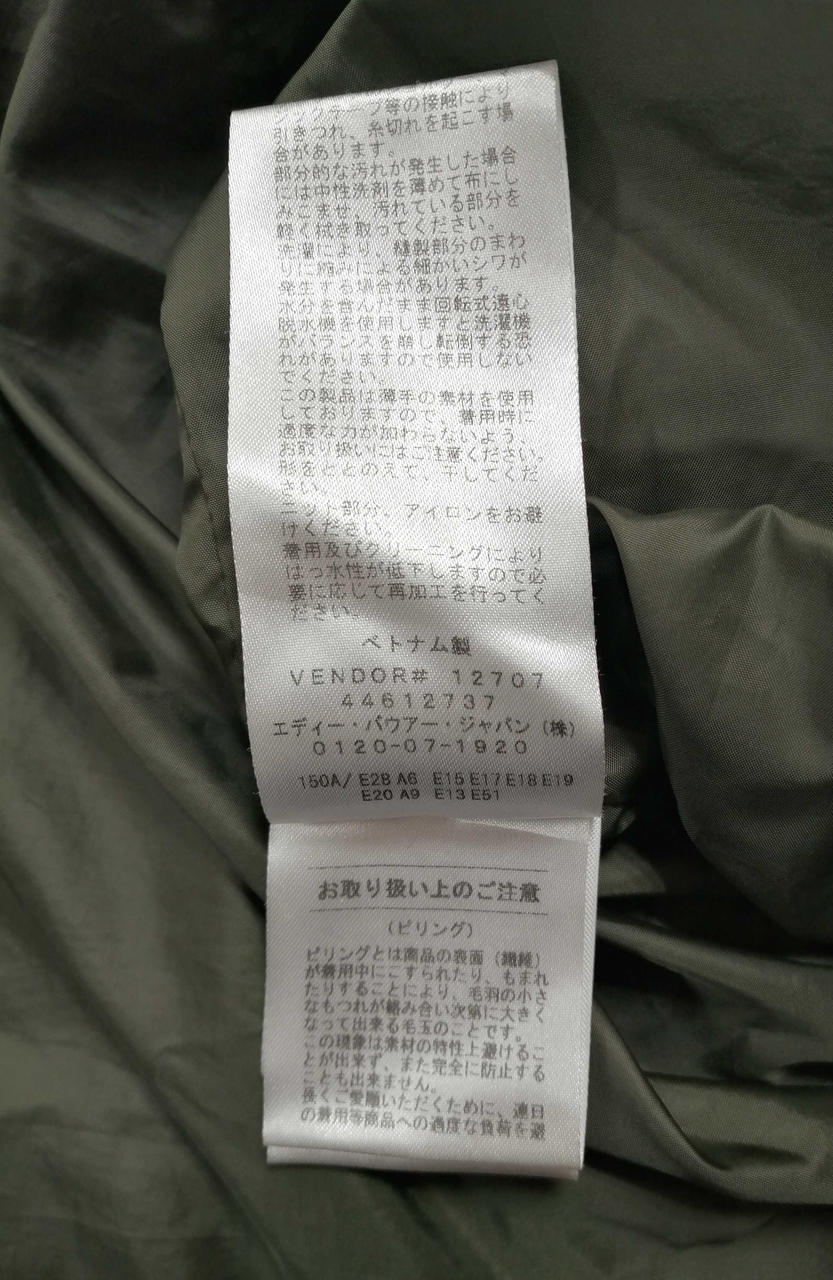 ングテープ等の接触により
引きつれ、糸切れを起こす場
合があります。
部分的な汚れが発生した場合
には中性洗剤を薄めて布にし
みこませ、汚れている部分を
軽く拭き取ってください。
洗濯により、縫製部分のまわ
りに縮みによる細かいシワが
発生する場合があります。
水分を含んだまま回転式遠心
脱水機を使用しますと洗濯機
がバランスを崩し転倒する恐
れがありますので使用しない
でください。
この製品は薄手の素材を使用
しておりますので、着用時に
過度な力が加わらないよう、
お取り扱いにはご注意ください。
形をととのえて、干してくだ
さい。
ニット部分、アイロンをお避
けください。
着用及びクリーニングにより
はっ水性が低下しますので必
要に応じて再加工を行ってく
ださい。
ベトナム製
VENDOR# 12707
44612737
エディー・バウアー・ジャパン（株）
0120-07-1920
150A/ E28 A6 E15 E17 E18 E19
E20 A9 E13 E51
お取り扱い上のご注意
（ピリング）
ピリングとは商品の表面（繊維）
が着用中にこすられたり、もまれ
たりすることにより、毛羽の小さ
なもつれが絡み合い次第に大きく
なって出来る毛玉のことです。
この現象は素材の特性上避けるこ
とが出来ず、また完全に防止する
ことも出来ません。
長くご愛顧いただくために、連日
の着用等商品への過度な負荷を避